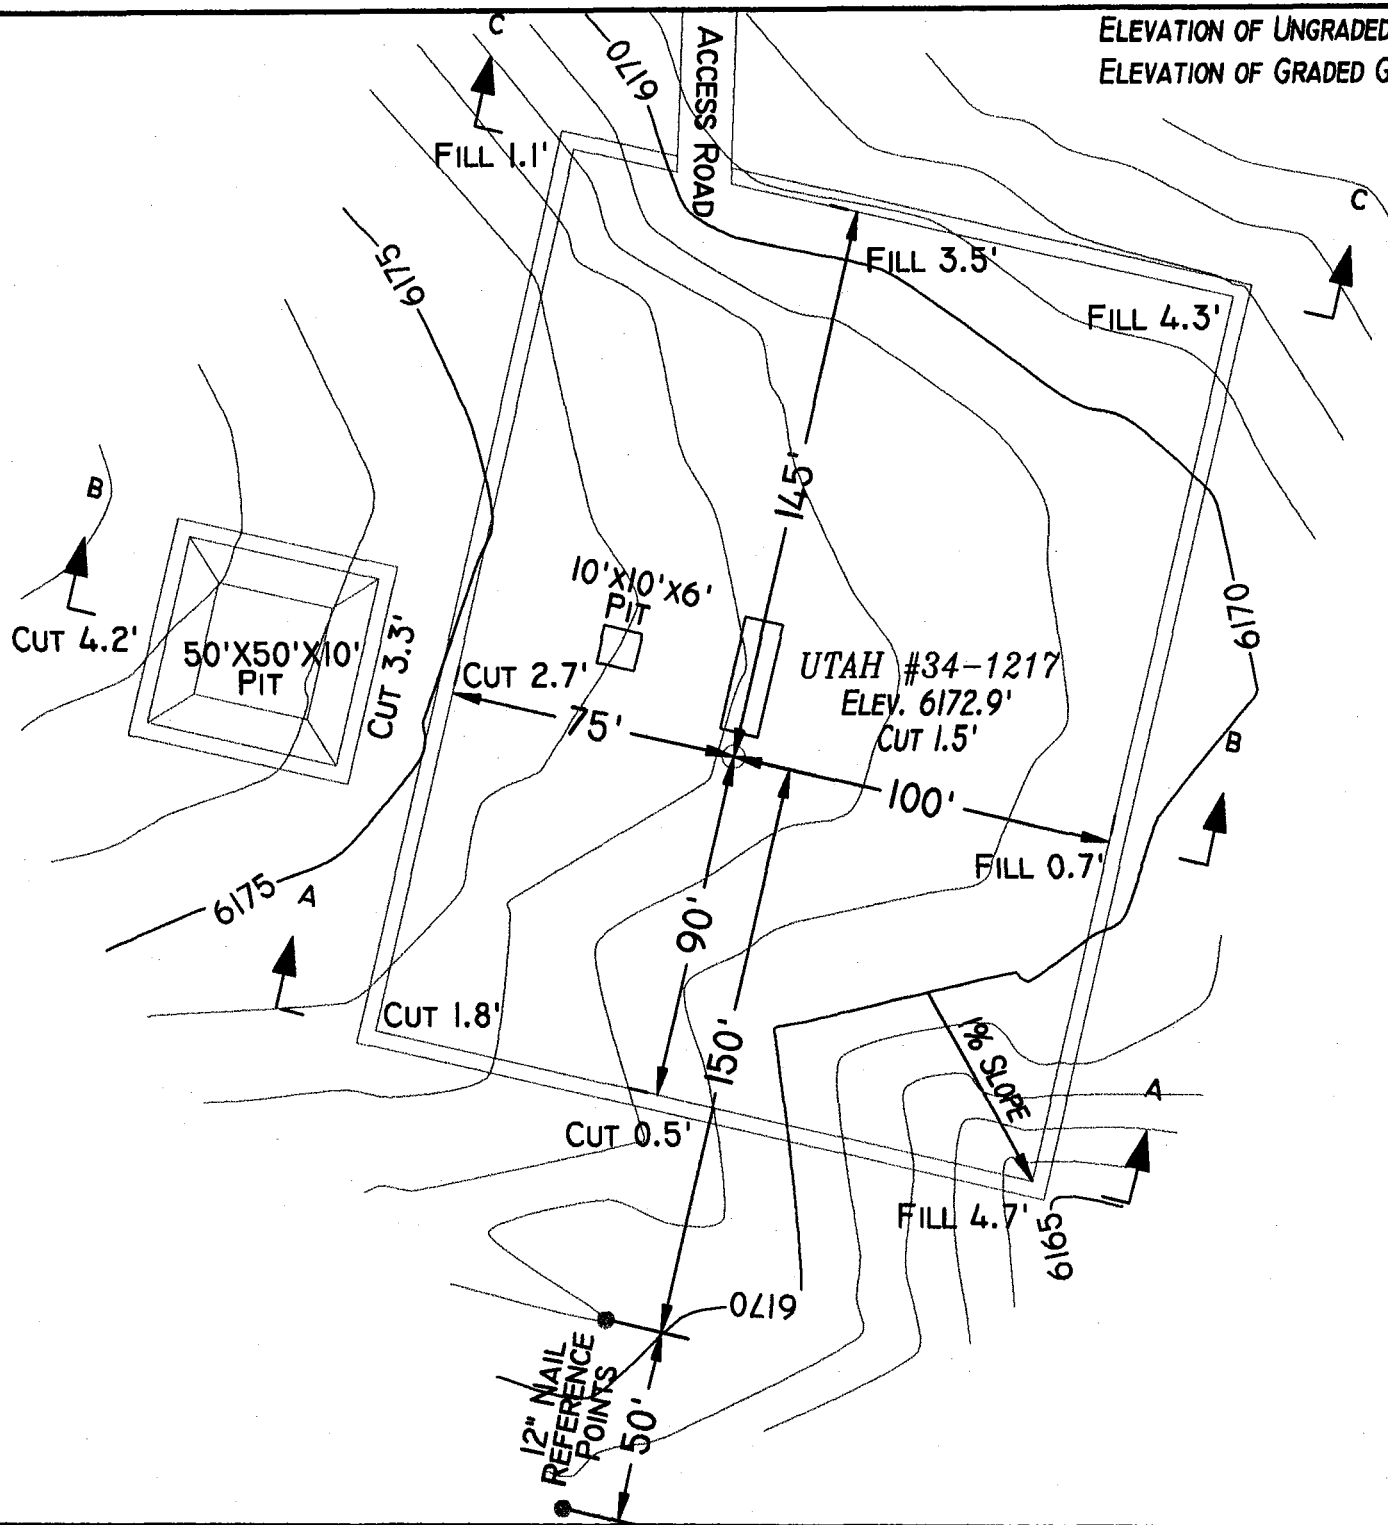 ELEVATION OF UNGRADED
ELEVATION OF GRADED G
C
6170
ACCESS ROAD
FILL 1.1'
C
6175
FILL 3.5'
FILL 4.3'
145'
B
10'X10'X6'
PIT
6170
CUT 4.2'
50'X50'X10'
PIT
CUT 3.3'
CUT 2.7'
UTAH #34-1217
ELEV. 6172.9'
CUT 1.5'
75'
B
100'
FILL 0.7'
6175
A
90'
CUT 1.8'
150'
1% SLOPE
A
CUT 0.5'
FILL 4.7'
6165
6170
12" NAIL
REFERENCE
POINTS
50'